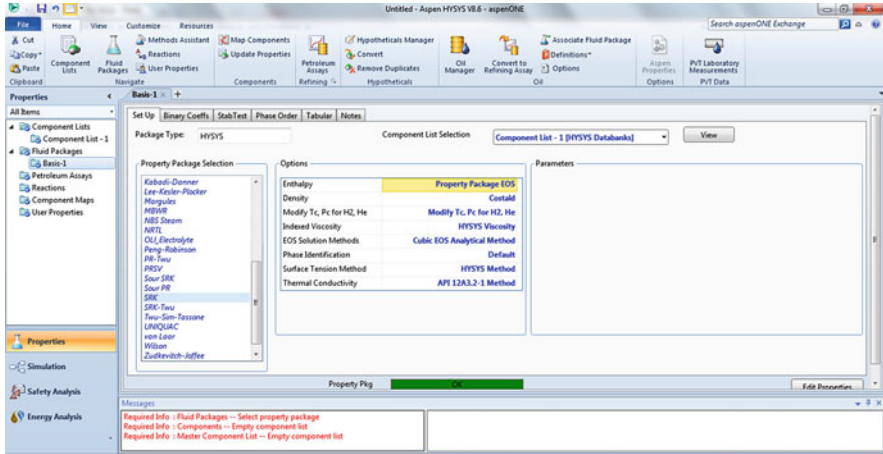 Untitled - Aspen HYSYS V8.6 - aspenONE
File Home View Customize Resources Search aspenONE Exchange
Cut
Copy
Paste
Clipboard
Component Lists
Fluid Packages
Methods Assistant
Reactions
User Properties
Navigate
Map Components
Update Properties
Components
Petroleum Assays
Refining
Hypotheticals Manager
Convert
Remove Duplicates
Hypotheticals
Oil Manager
Convert to Refining Assay
Associate Fluid Package
Definitions
Options
Oil
Aspen Properties
Options
PVT Laboratory Measurements
PVT Data
Properties
All Items
Component Lists
Component List - 1
Fluid Packages
Basis-1
Petroleum Assays
Reactions
Component Maps
User Properties
Properties
Simulation
Safety Analysis
Energy Analysis
Basis-1 +
Set Up Binary Coeffs StabTest Phase Order Tabular Notes
Package Type: HYSYS Component List Selection Component List - 1 [HYSYS Databanks] View
Property Package Selection
Kabadi-Danner
Lee-Kesler-Plocker
Margules
MBWR
NBS Steam
NRTL
OLI_Electrolyte
Peng-Robinson
PR-Twu
PRSV
Sour SRK
Sour PR
SRK
SRK-Twu
Twu-Sim-Tassone
UNIQUAC
van Laar
Wilson
Zudkevitch-Joffee
Options
Enthalpy Property Package EOS
Density Costald
Modify Tc, Pc for H2, He Modify Tc, Pc for H2, He
Indexed Viscosity HYSYS Viscosity
EOS Solution Methods Cubic EOS Analytical Method
Phase Identification Default
Surface Tension Method HYSYS Method
Thermal Conductivity API 12A3.2-1 Method
Parameters
Property Pkg OK Edit Properties
Messages
Required Info : Fluid Packages -- Select property package
Required Info : Components -- Empty component list
Required Info : Master Component List -- Empty component list